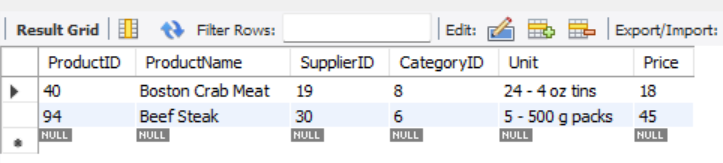 Result Grid Filter Rows: Edit: Export/Import:
ProductID ProductName SupplierID CategoryID Unit Price
40 Boston Crab Meat 19 8 24 - 4 oz tins 18
94 Beef Steak 30 6 5 - 500 g packs 45
NULL NULL NULL NULL NULL NULL